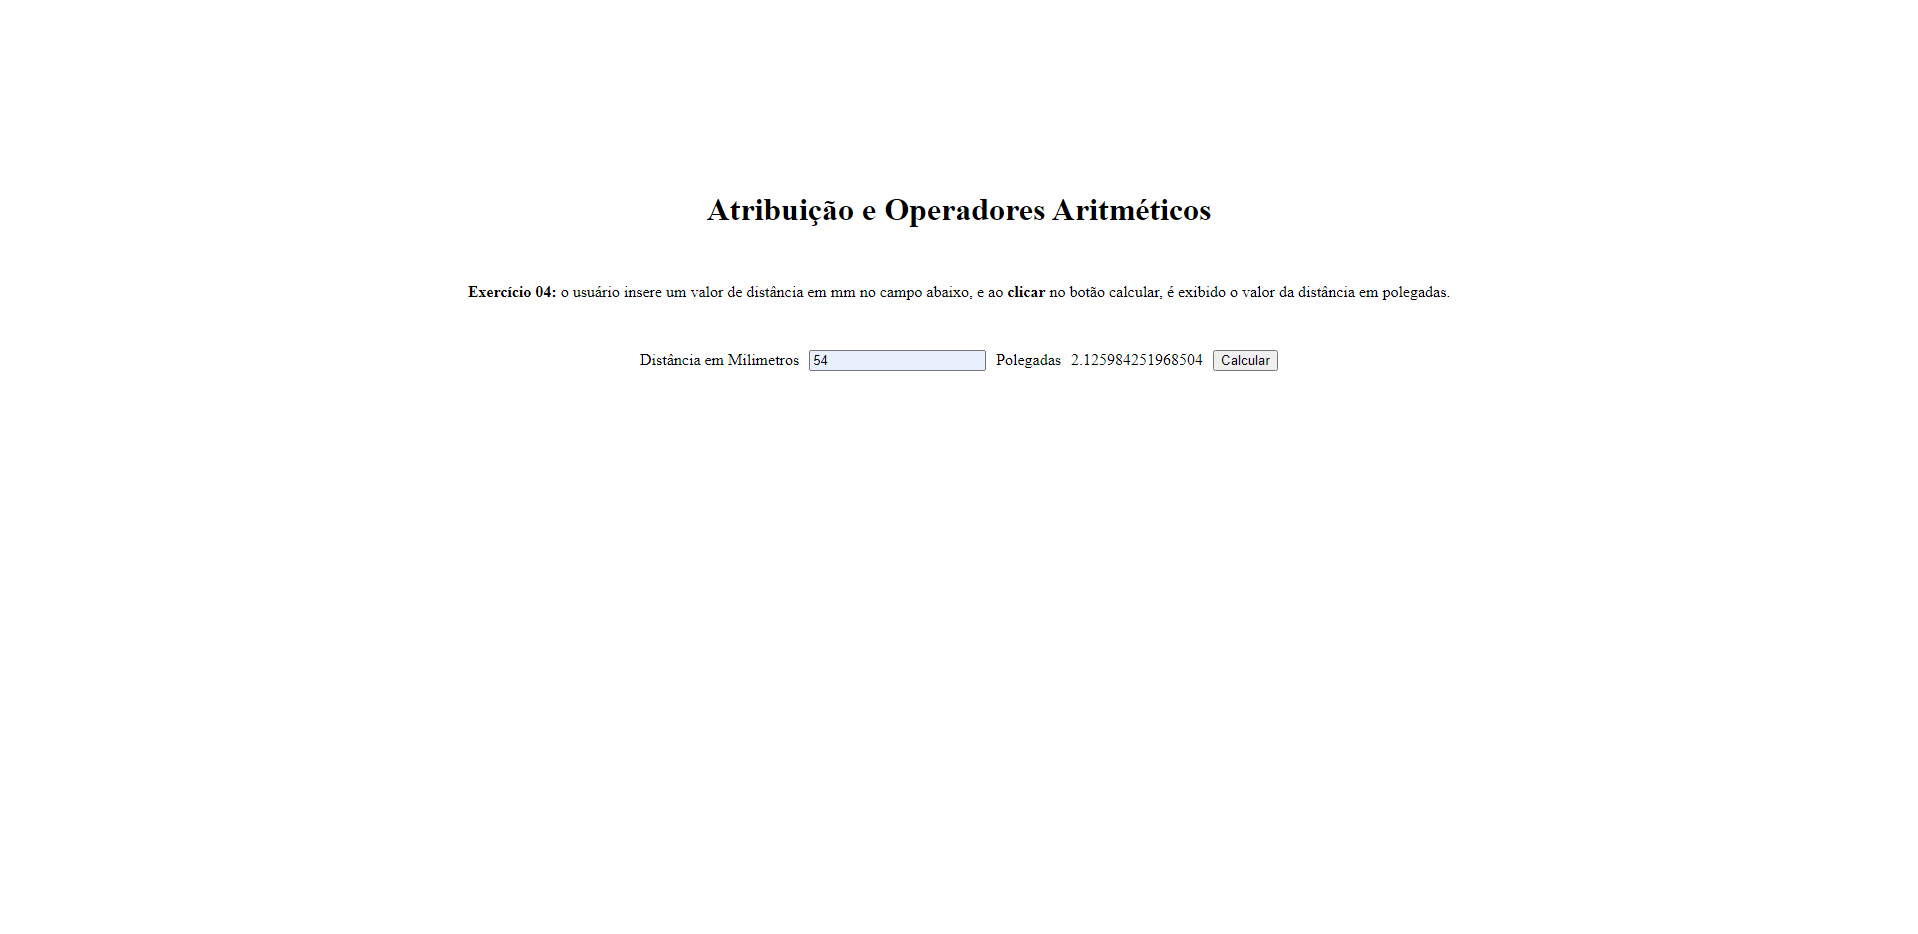 Atribuição e Operadores Aritméticos
Exercício 04: o usuário insere um valor de distância em mm no campo abaixo, e ao clicar no botão calcular, é exibido o valor da distância em polegadas.
Distância em Milimetros 54 Polegadas 2.125984251968504 Calcular